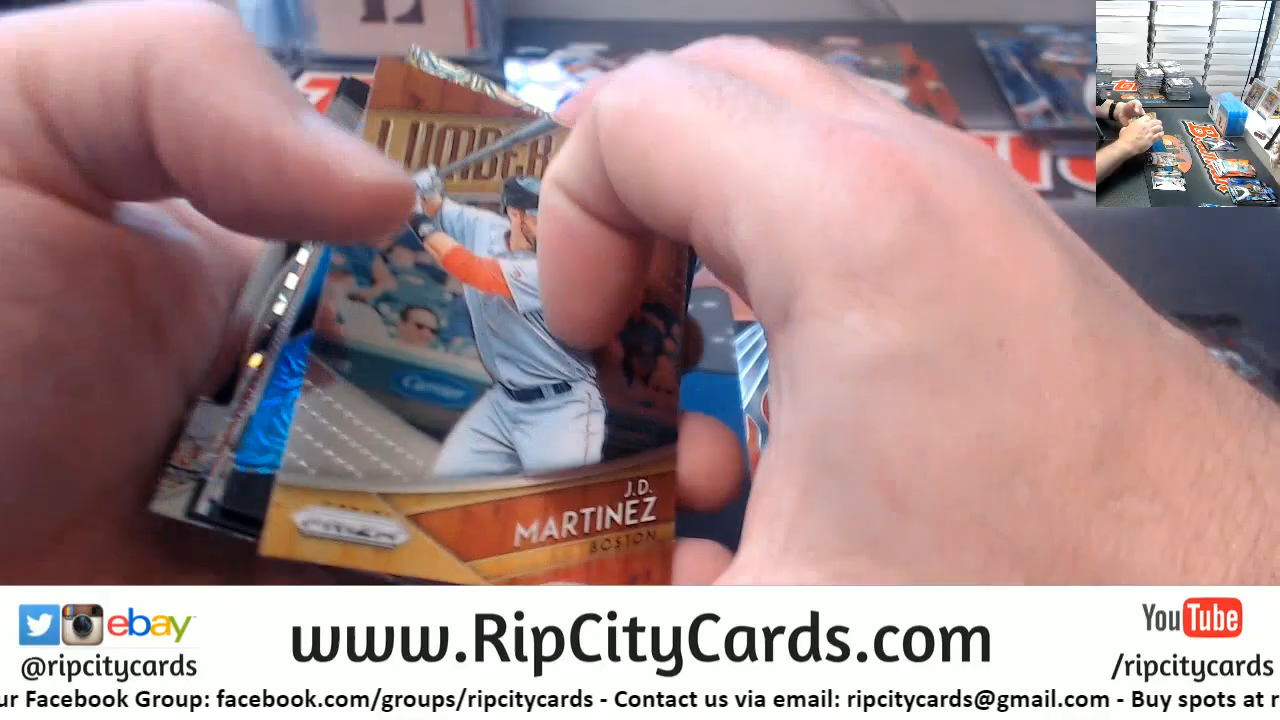 LUMBER
J.D.
MARTINEZ
BOSTON
PRIZM
ebay
@ripcitycards
www.RipCityCards.com
YouTube
/ripcitycards
ur Facebook Group: facebook.com/groups/ripcitycards - Contact us via email: ripcitycards@gmail.com - Buy spots at r